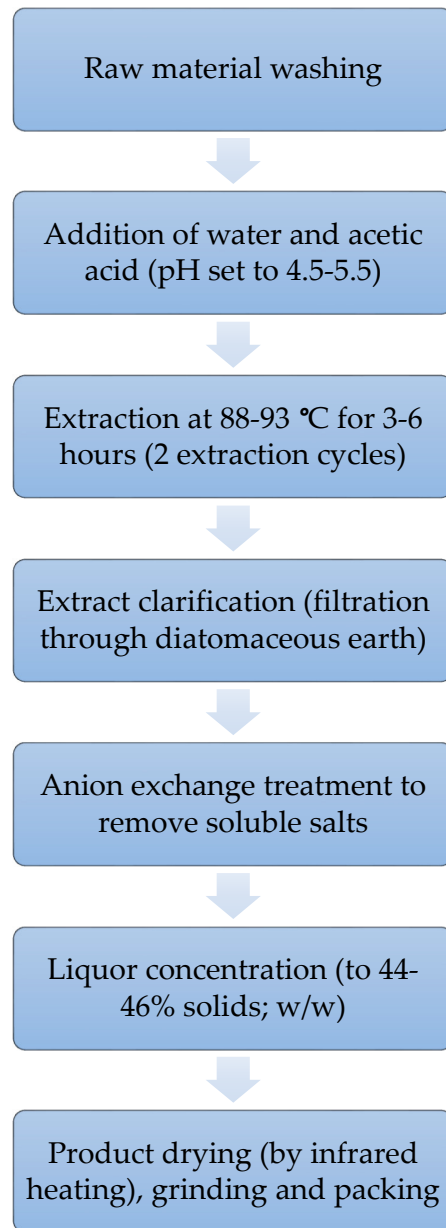 Raw material washing
Addition of water and acetic
acid (pH set to 4.5-5.5)
Extraction at 88-93 ℃ for 3-6
hours (2 extraction cycles)
Extract clarification (filtration
through diatomaceous earth)
Anion exchange treatment to
remove soluble salts
Liquor concentration (to 44-
46% solids; w/w)
Product drying (by infrared
heating), grinding and packing